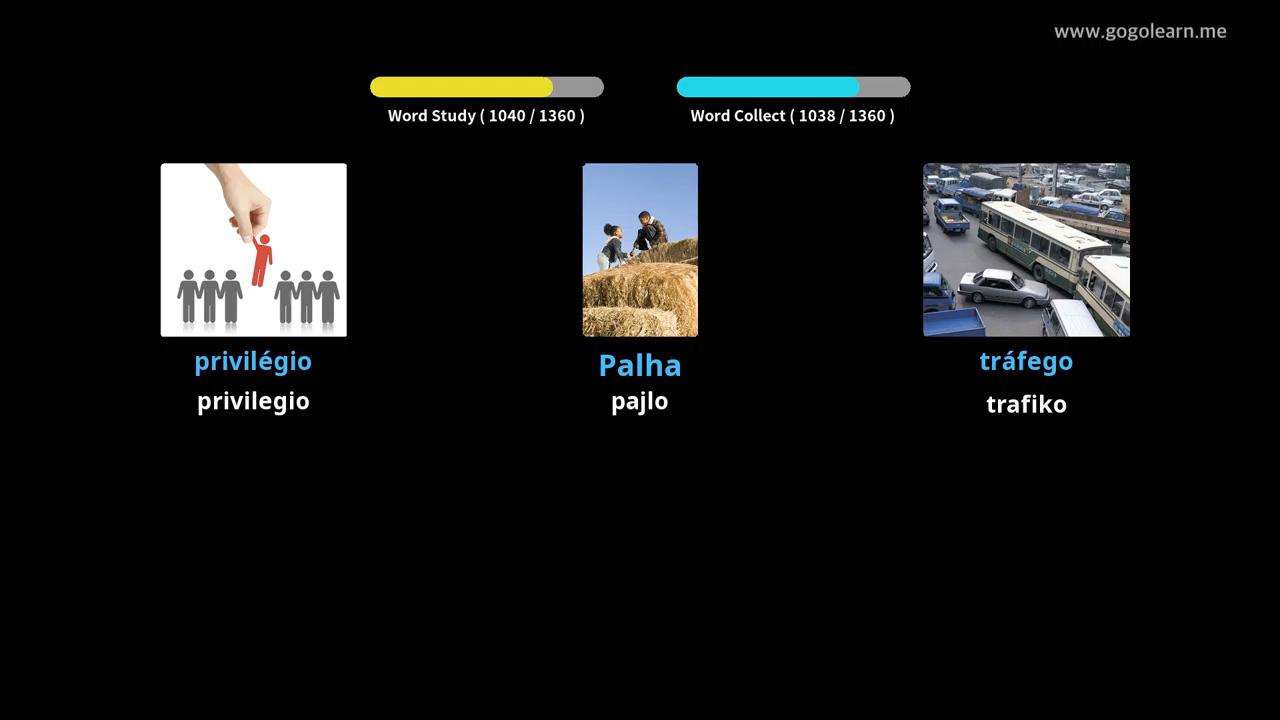 www.gogolearn.me
Word Study ( 1040 / 1360 )
Word Collect ( 1038 / 1360 )
privilégio
privilegio
Palha
pajlo
tráfego
trafiko